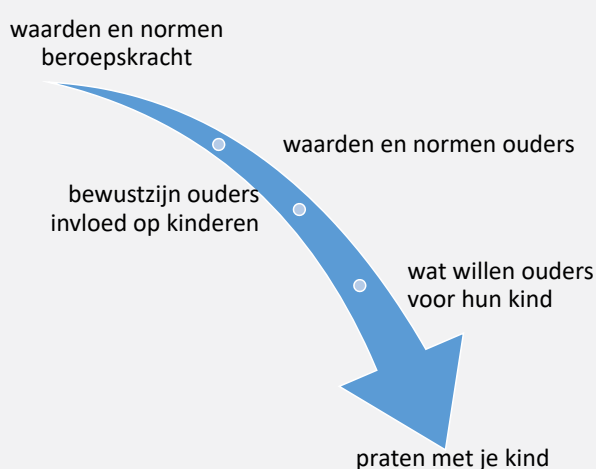 waarden en normen
beroepskracht
waarden en normen ouders
bewustzijn ouders
invloed op kinderen
wat willen ouders
voor hun kind
praten met je kind